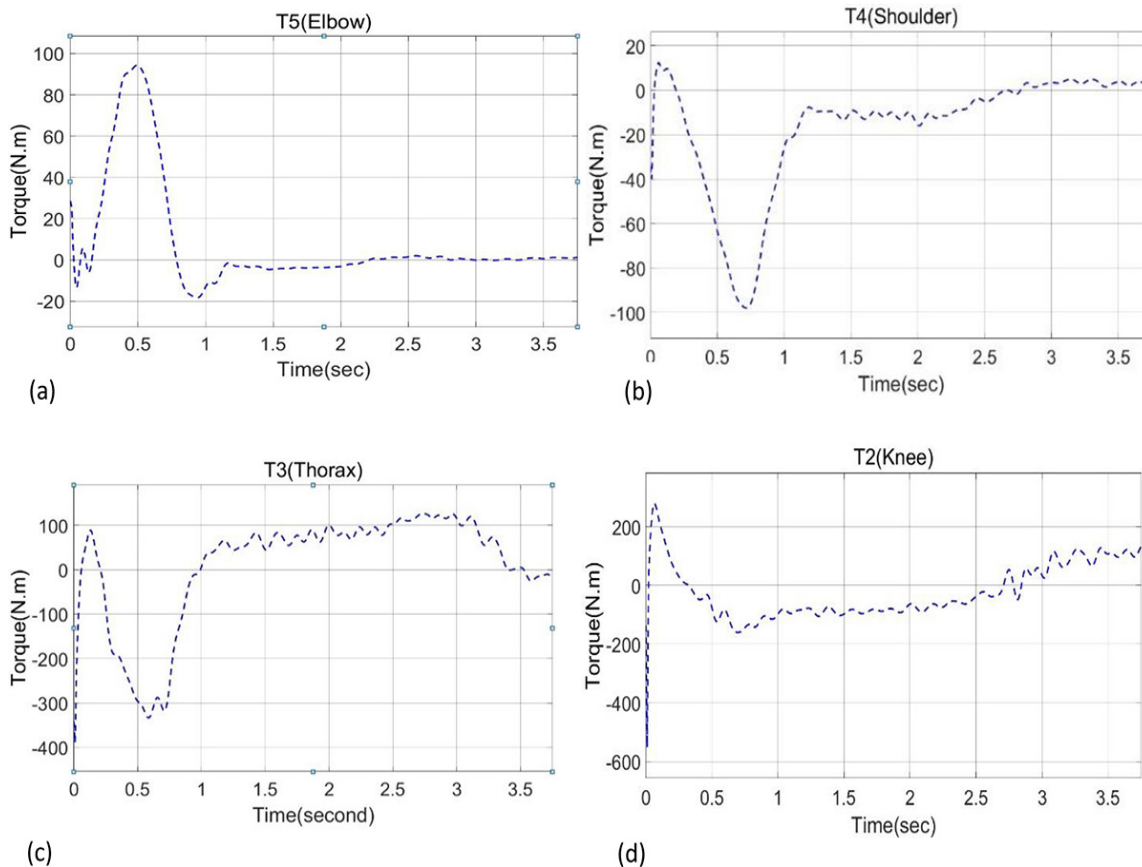 T5(Elbow)
100
80
60
40
20
0
-20
Torque(N.m)
0 0.5 1 1.5 2 2.5 3 3.5
Time(sec)
(a)
T4(Shoulder)
20
0
-20
-40
-60
-80
-100
Torque(N.m)
0 0.5 1 1.5 2 2.5 3 3.5
Time(sec)
(b)
T3(Thorax)
100
0
-100
-200
-300
-400
Torque(N.m)
0 0.5 1 1.5 2 2.5 3 3.5
Time(second)
(c)
T2(Knee)
200
0
-200
-400
-600
Torque(N.m)
0 0.5 1 1.5 2 2.5 3 3.5
Time(sec)
(d)